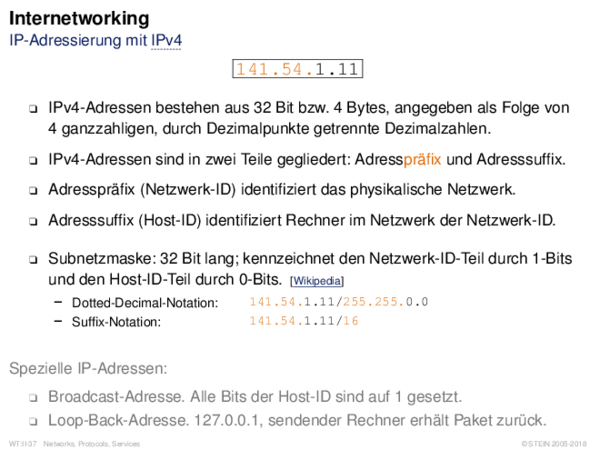 Internetworking
IP-Adressierung mit IPv4
141.54.1.11
❑ IPv4-Adressen bestehen aus 32 Bit bzw. 4 Bytes, angegeben als Folge von
4 ganzzahligen, durch Dezimalpunkte getrennte Dezimalzahlen.
❑ IPv4-Adressen sind in zwei Teile gegliedert: Adresspräfix und Adresssuffix.
❑ Adresspräfix (Netzwerk-ID) identifiziert das physikalische Netzwerk.
❑ Adresssuffix (Host-ID) identifiziert Rechner im Netzwerk der Netzwerk-ID.
❑ Subnetzmaske: 32 Bit lang; kennzeichnet den Netzwerk-ID-Teil durch 1-Bits
und den Host-ID-Teil durch 0-Bits. [Wikipedia]
– Dotted-Decimal-Notation: 141.54.1.11/255.255.0.0
– Suffix-Notation: 141.54.1.11/16
Spezielle IP-Adressen:
❑ Broadcast-Adresse. Alle Bits der Host-ID sind auf 1 gesetzt.
❑ Loop-Back-Adresse. 127.0.0.1, sendender Rechner erhält Paket zurück.
WT:II-37 Networks, Protocols, Services © STEIN 2005-2018